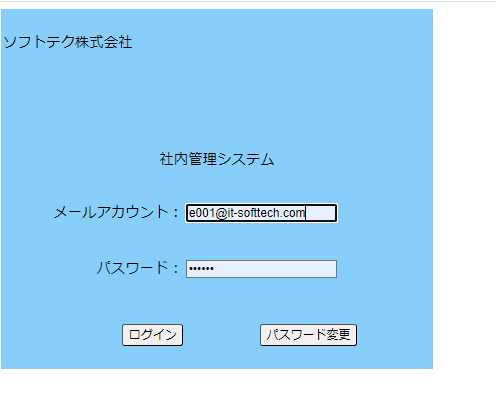 ソフトテク株式会社
社内管理システム
メールアカウント： e001@it-softtech.com
パスワード： ••••••
ログイン パスワード変更